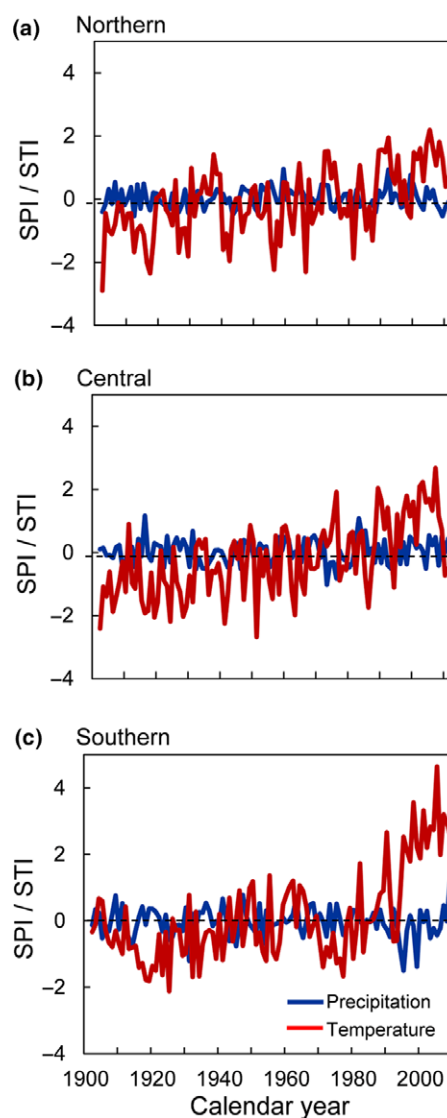 (a) Northern
4
2
0
–2
–4
SPI / STI
(b) Central
4
2
0
–2
–4
SPI / STI
(c) Southern
4
2
0
–2
–4
SPI / STI
Precipitation
Temperature
1900 1920 1940 1960 1980 2000
Calendar year